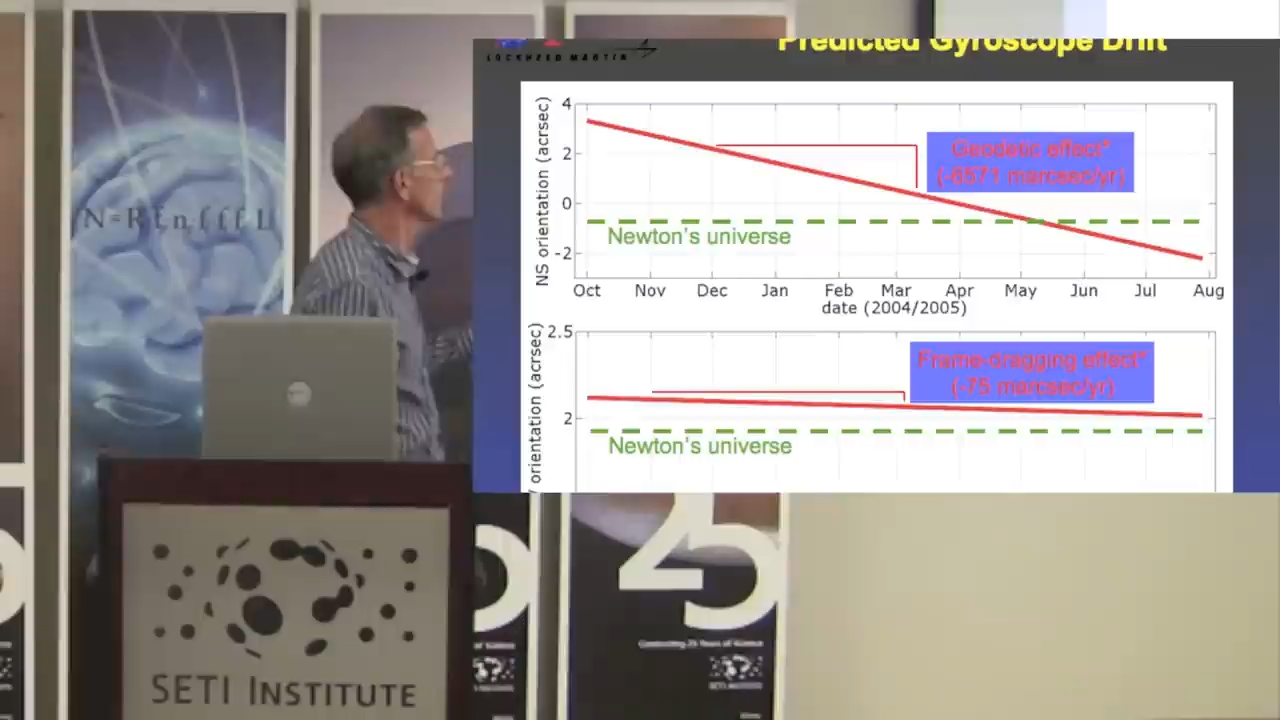 LOCKHEED MARTIN
Predicted Gyroscope Drift
NS orientation (acrsec)
4
2
0
-2
Geodetic effect*
(-6571 marcsec/yr)
Newton's universe
Oct Nov Dec Jan Feb Mar Apr May Jun Jul Aug
date (2004/2005)
orientation (acrsec)
2.5
2
Frame-dragging effect*
(-75 marcsec/yr)
Newton's universe
25
SETI INSTITUTE